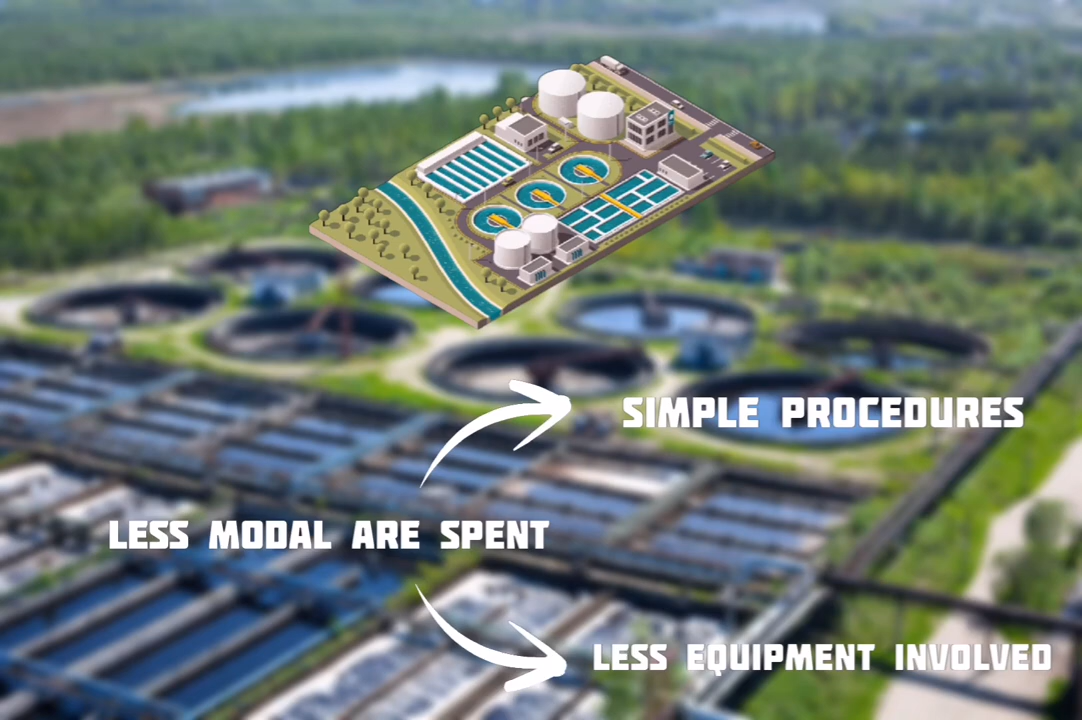 SIMPLE PROCEDURES
LESS MODAL ARE SPENT
LESS EQUIPMENT INVOLVED